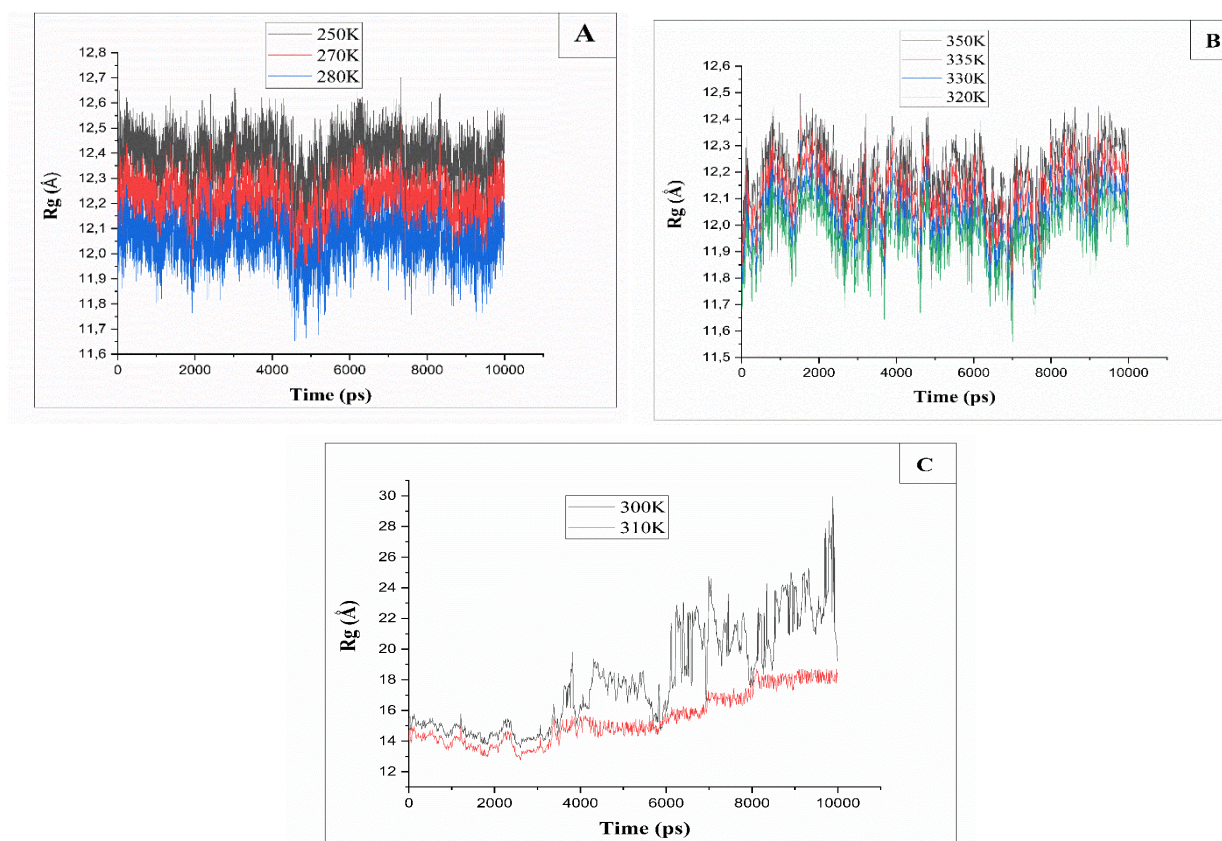 A
250K
270K
280K
12,8
12,7
12,6
12,5
12,4
12,3
12,2
12,1
12,0
11,9
11,8
11,7
11,6
Rg (Å)
0 2000 4000 6000 8000 10000
Time (ps)
B
350K
335K
330K
320K
12,6
12,5
12,4
12,3
12,2
12,1
12,0
11,9
11,8
11,7
11,6
11,5
Rg (Å)
0 2000 4000 6000 8000 10000
Time (ps)
C
300K
310K
30
28
26
24
22
20
18
16
14
12
Rg (Å)
0 2000 4000 6000 8000 10000
Time (ps)